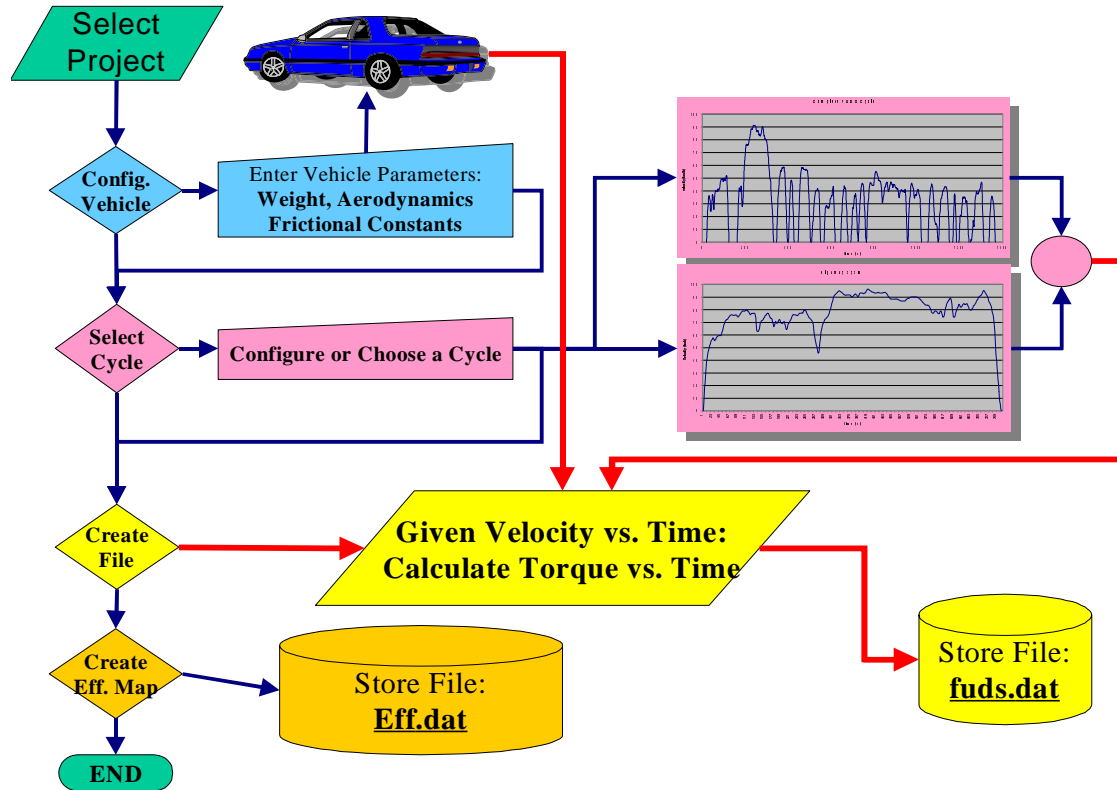 Select
Project
Config.
Vehicle
Enter Vehicle Parameters:
Weight, Aerodynamics
Frictional Constants
Select
Cycle
Configure or Choose a Cycle
Create
File
Given Velocity vs. Time:
Calculate Torque vs. Time
Create
Eff. Map
Store File:
Eff.dat
Store File:
fuds.dat
END